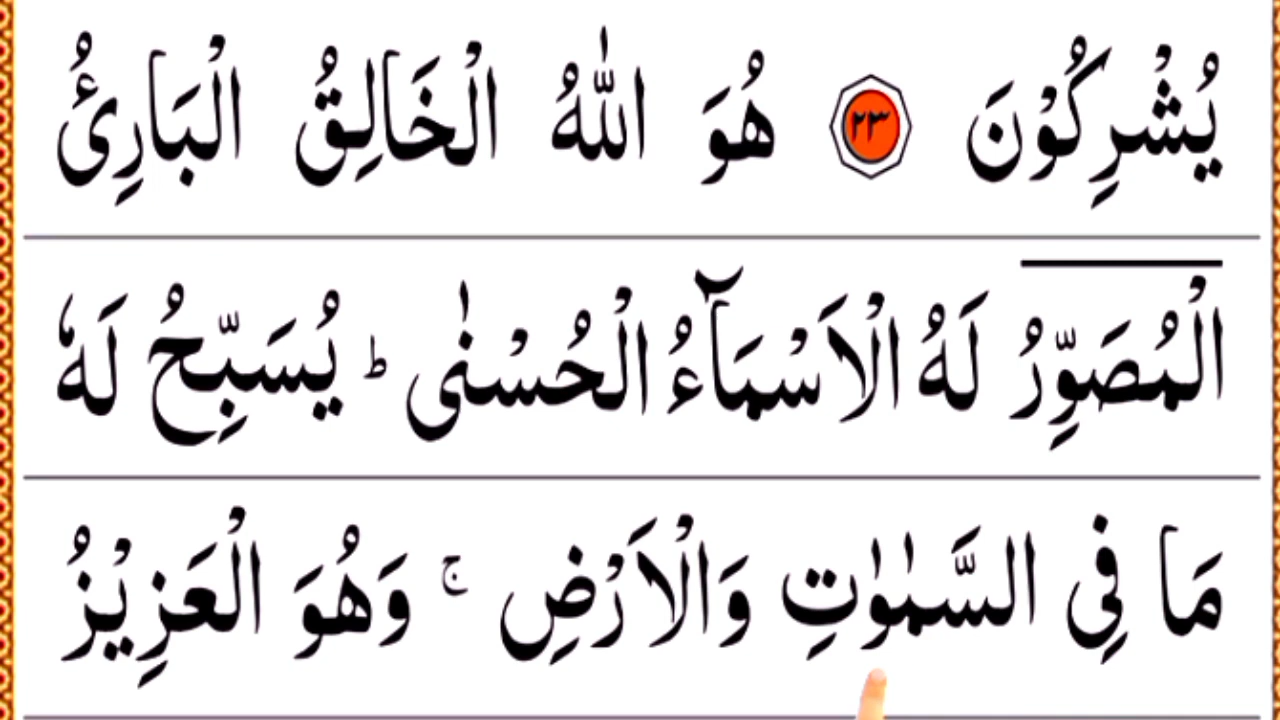 يُشْرِكُوْنَ ٢٣ هُوَ اللّٰهُ الْخَالِقُ الْبَارِئُ
الْمُصَوِّرُ لَهُ الْاَسْمَآءُ الْحُسْنٰى ؕ يُسَبِّحُ لَهٗ
مَا فِى السَّمٰوٰتِ وَالْاَرْضِ ۚ وَهُوَ الْعَزِيْزُ